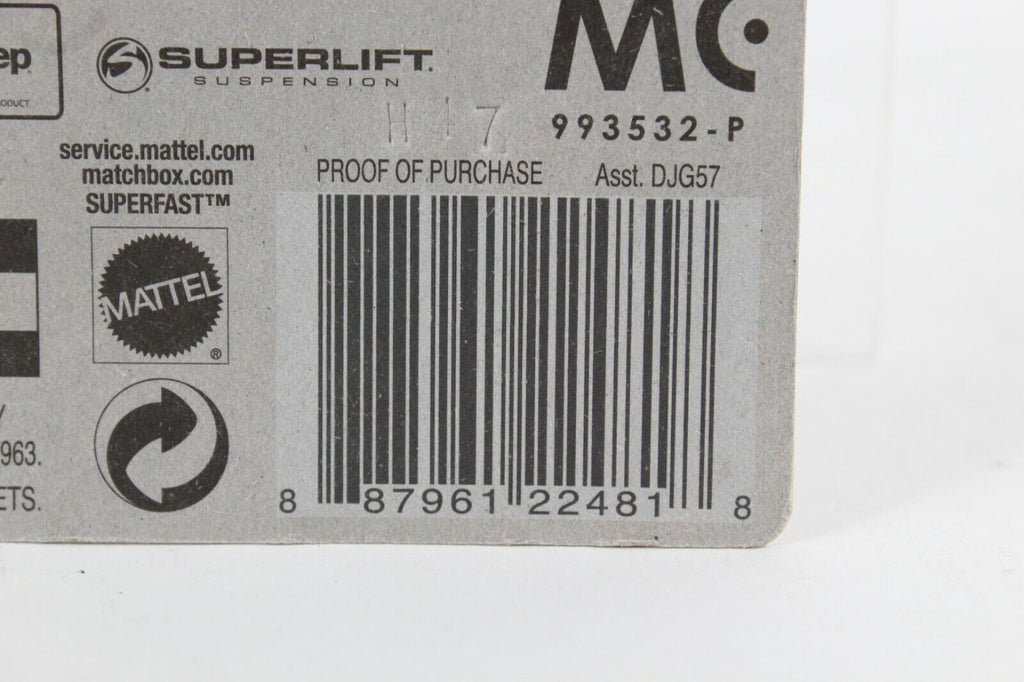 ep
ODUCT
SUPERLIFT.
SUSPENSION
MC
993532-P
H47
service.mattel.com
matchbox.com
SUPERFAST™
PROOF OF PURCHASE
Asst. DJG57
MATTEL
®
963.
ETS.
8 87961 22481 8